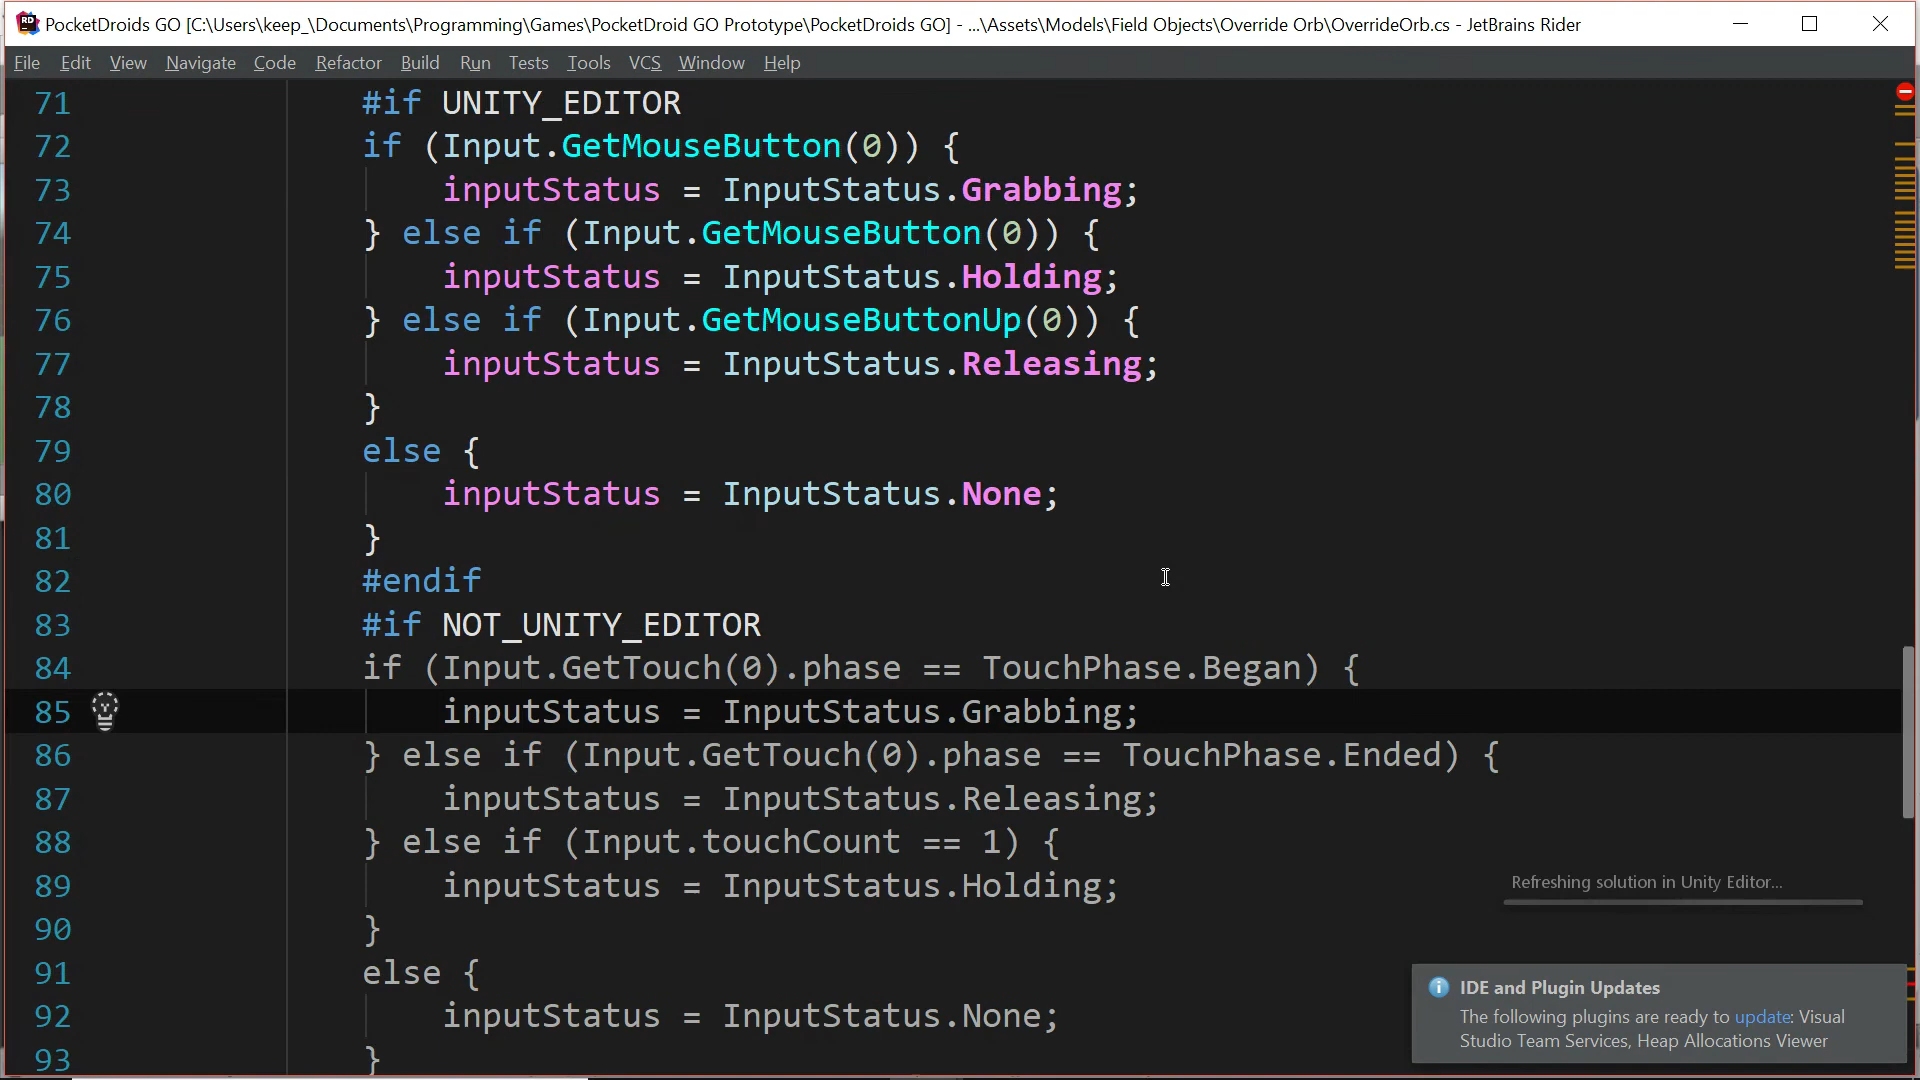 PocketDroids GO [C:\Users\keep_\Documents\Programming\Games\PocketDroid GO Prototype\PocketDroids GO] - ...\Assets\Models\Field Objects\Override Orb\OverrideOrb.cs - JetBrains Rider
File Edit View Navigate Code Refactor Build Run Tests Tools VCS Window Help
71 #if UNITY_EDITOR
72 if (Input.GetMouseButton(0)) {
73 inputStatus = InputStatus.Grabbing;
74 } else if (Input.GetMouseButton(0)) {
75 inputStatus = InputStatus.Holding;
76 } else if (Input.GetMouseButtonUp(0)) {
77 inputStatus = InputStatus.Releasing;
78 }
79 else {
80 inputStatus = InputStatus.None;
81 }
82 #endif
83 #if NOT_UNITY_EDITOR
84 if (Input.GetTouch(0).phase == TouchPhase.Began) {
85 inputStatus = InputStatus.Grabbing;
86 } else if (Input.GetTouch(0).phase == TouchPhase.Ended) {
87 inputStatus = InputStatus.Releasing;
88 } else if (Input.touchCount == 1) {
89 inputStatus = InputStatus.Holding;
90 }
91 else {
92 inputStatus = InputStatus.None;
93 }
Refreshing solution in Unity Editor...
IDE and Plugin Updates
The following plugins are ready to update: Visual
Studio Team Services, Heap Allocations Viewer